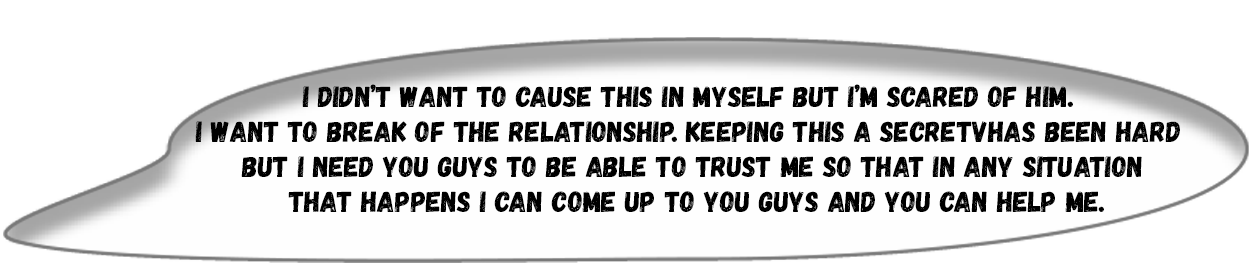 I DIDN'T WANT TO CAUSE THIS IN MYSELF BUT I'M SCARED OF HIM.
I WANT TO BREAK OF THE RELATIONSHIP. KEEPING THIS A SECRETVHAS BEEN HARD
BUT I NEED YOU GUYS TO BE ABLE TO TRUST ME SO THAT IN ANY SITUATION
THAT HAPPENS I CAN COME UP TO YOU GUYS AND YOU CAN HELP ME.